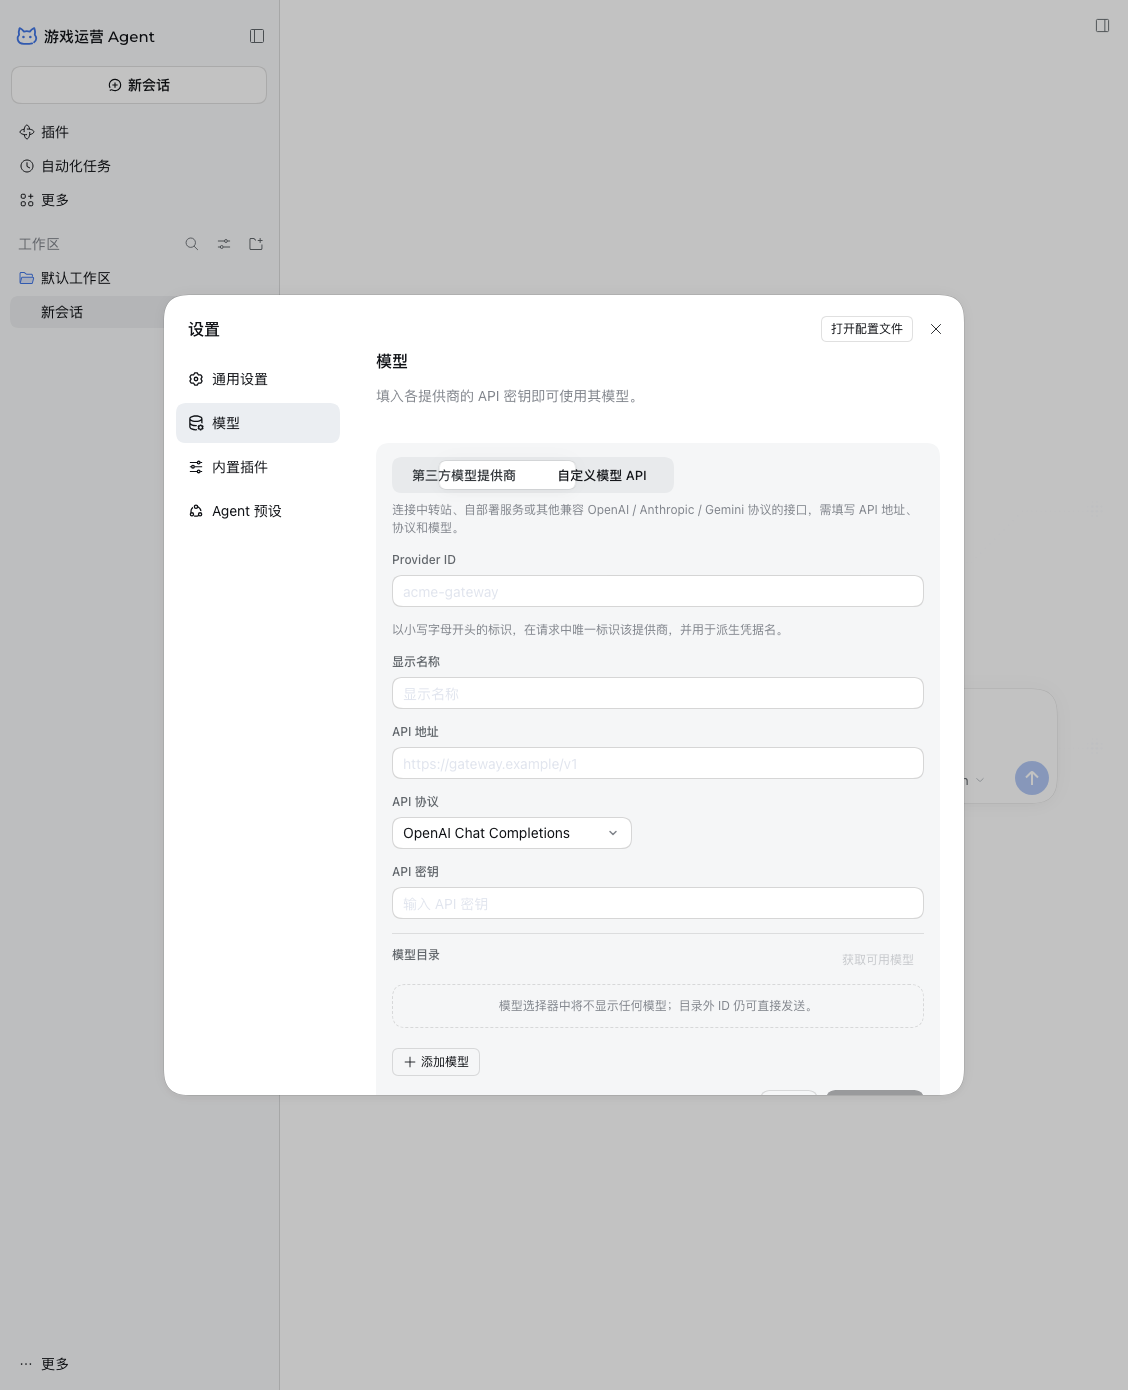 游戏运营 Agent
新会话
插件
自动化任务
更多
工作区
默认工作区
新会话
设置
打开配置文件
通用设置
模型
内置插件
Agent 预设
模型
填入各提供商的 API 密钥即可使用其模型。
第三方模型提供商
自定义模型 API
连接中转站、自部署服务或其他兼容 OpenAI / Anthropic / Gemini 协议的接口，需填写 API 地址、
协议和模型。
Provider ID
acme-gateway
以小写字母开头的标识，在请求中唯一标识该提供商，并用于派生凭据名。
显示名称
显示名称
API 地址
https://gateway.example/v1
API 协议
OpenAI Chat Completions
API 密钥
输入 API 密钥
模型目录
获取可用模型
模型选择器中将不显示任何模型；目录外 ID 仍可直接发送。
添加模型
更多